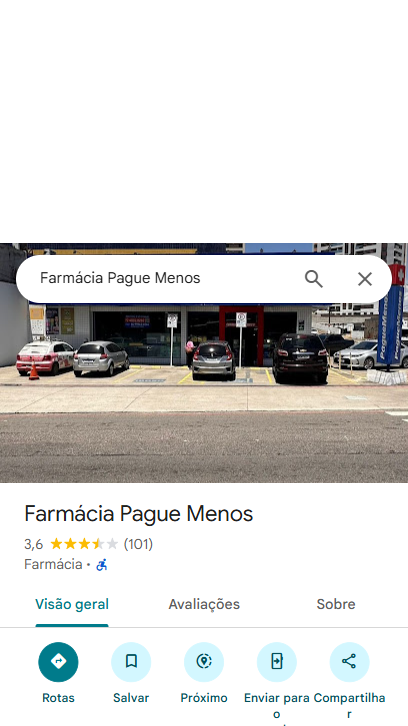 Farmácia Pague Menos
PagueMenos
Farmácia Pague Menos
3,6 (101)
Farmácia •
Visão geral Avaliações Sobre
Rotas Salvar Próximo Enviar para o Compartilhar